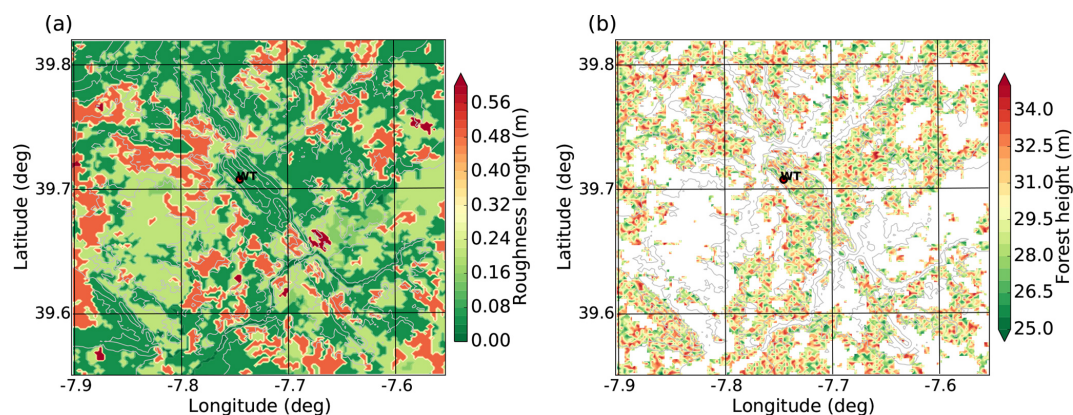 (a)
39.8
39.7
39.6
Latitude (deg)
WT
-7.9
-7.8
-7.7
-7.6
Longitude (deg)
0.56
0.48
0.40
0.32
0.24
0.16
0.08
0.00
Roughness length (m)
(b)
39.8
39.7
39.6
Latitude (deg)
WT
-7.9
-7.8
-7.7
-7.6
Longitude (deg)
34.0
32.5
31.0
29.5
28.0
26.5
25.0
Forest height (m)